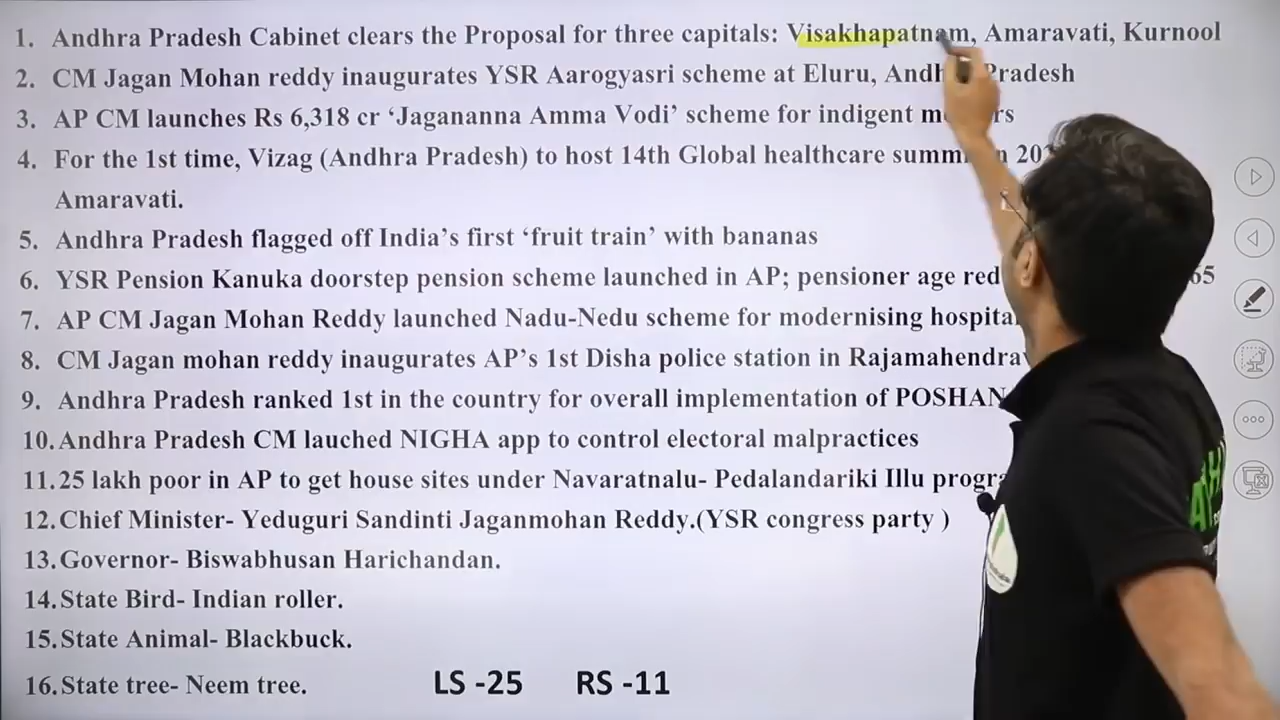 1. Andhra Pradesh Cabinet clears the Proposal for three capitals: Visakhapatnam, Amaravati, Kurnool
2. CM Jagan Mohan reddy inaugurates YSR Aarogyasri scheme at Eluru, Pradesh
3. AP CM launches Rs 6,318 cr ‘Jagananna Amma Vodi’ scheme for indigent
4. For the 1st time, Vizag (Andhra Pradesh) to host 14th Global healthcare
Amaravati.
5. Andhra Pradesh flagged off India’s first ‘fruit train’ with bananas
6. YSR Pension Kanuka doorstep pension scheme launched in AP; pensioner age 65
7. AP CM Jagan Mohan Reddy launched Nadu-Nedu scheme for modernising
8. CM Jagan mohan reddy inaugurates AP’s 1st Disha police station in
9. Andhra Pradesh ranked 1st in the country for overall implementation of POSHAN
10. Andhra Pradesh CM lauched NIGHA app to control electoral malpractices
11. 25 lakh poor in AP to get house sites under Navaratnalu- Pedalandariki Illu
12. Chief Minister- Yeduguri Sandinti Jaganmohan Reddy.(YSR congress party )
13. Governor- Biswabhusan Harichandan.
14. State Bird- Indian roller.
15. State Animal- Blackbuck.
16. State tree- Neem tree. LS -25 RS -11